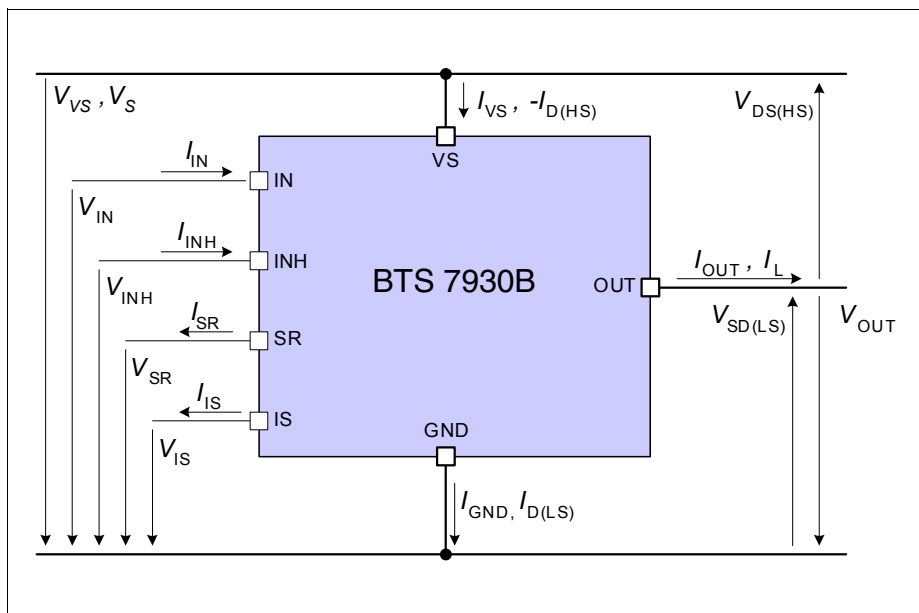 V_VS , V_S
I_VS , -I_D(HS)
V_DS(HS)
VS
I_IN
IN
V_IN
I_INH
INH
V_INH
BTS 7930B
OUT
I_OUT , I_L
I_SR
SR
V_SR
V_SD(LS)
V_OUT
I_IS
IS
V_IS
GND
I_GND, I_D(LS)